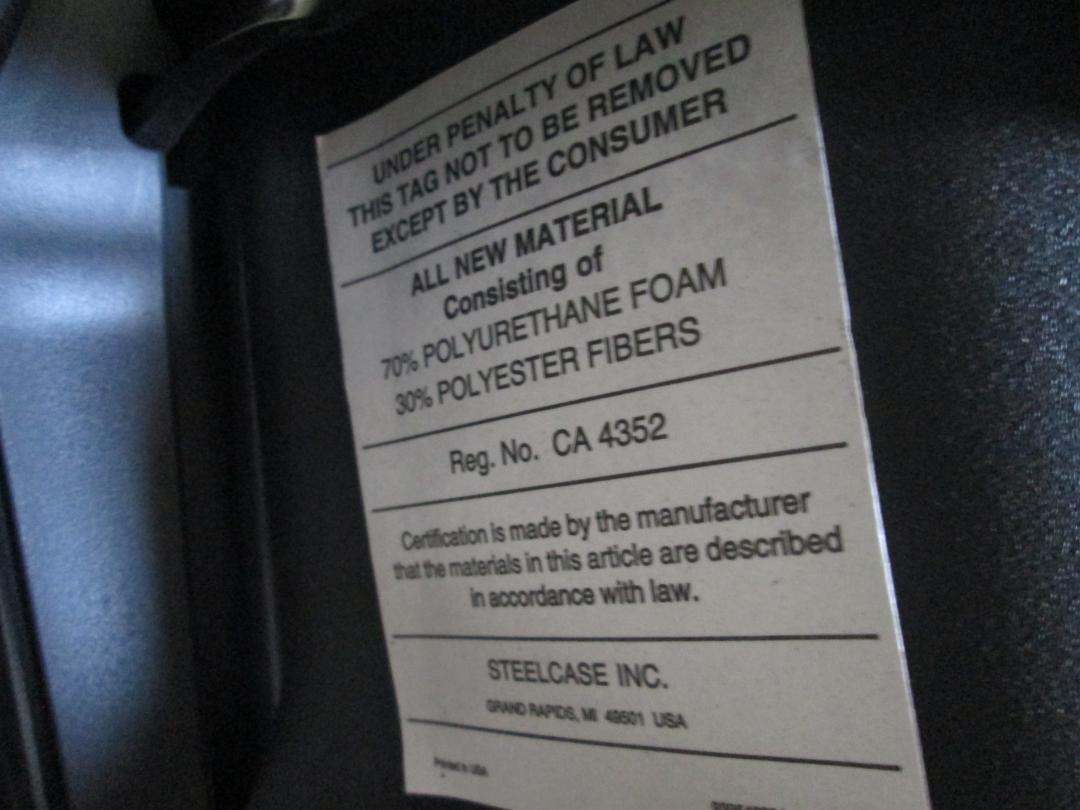 UNDER PENALTY OF LAW
THIS TAG NOT TO BE REMOVED
EXCEPT BY THE CONSUMER
ALL NEW MATERIAL
Consisting of
70% POLYURETHANE FOAM
30% POLYESTER FIBERS
Reg. No. CA 4352
Certification is made by the manufacturer
that the materials in this article are described
in accordance with law.
STEELCASE INC.
GRAND RAPIDS, MI 49501 USA
Printed in USA